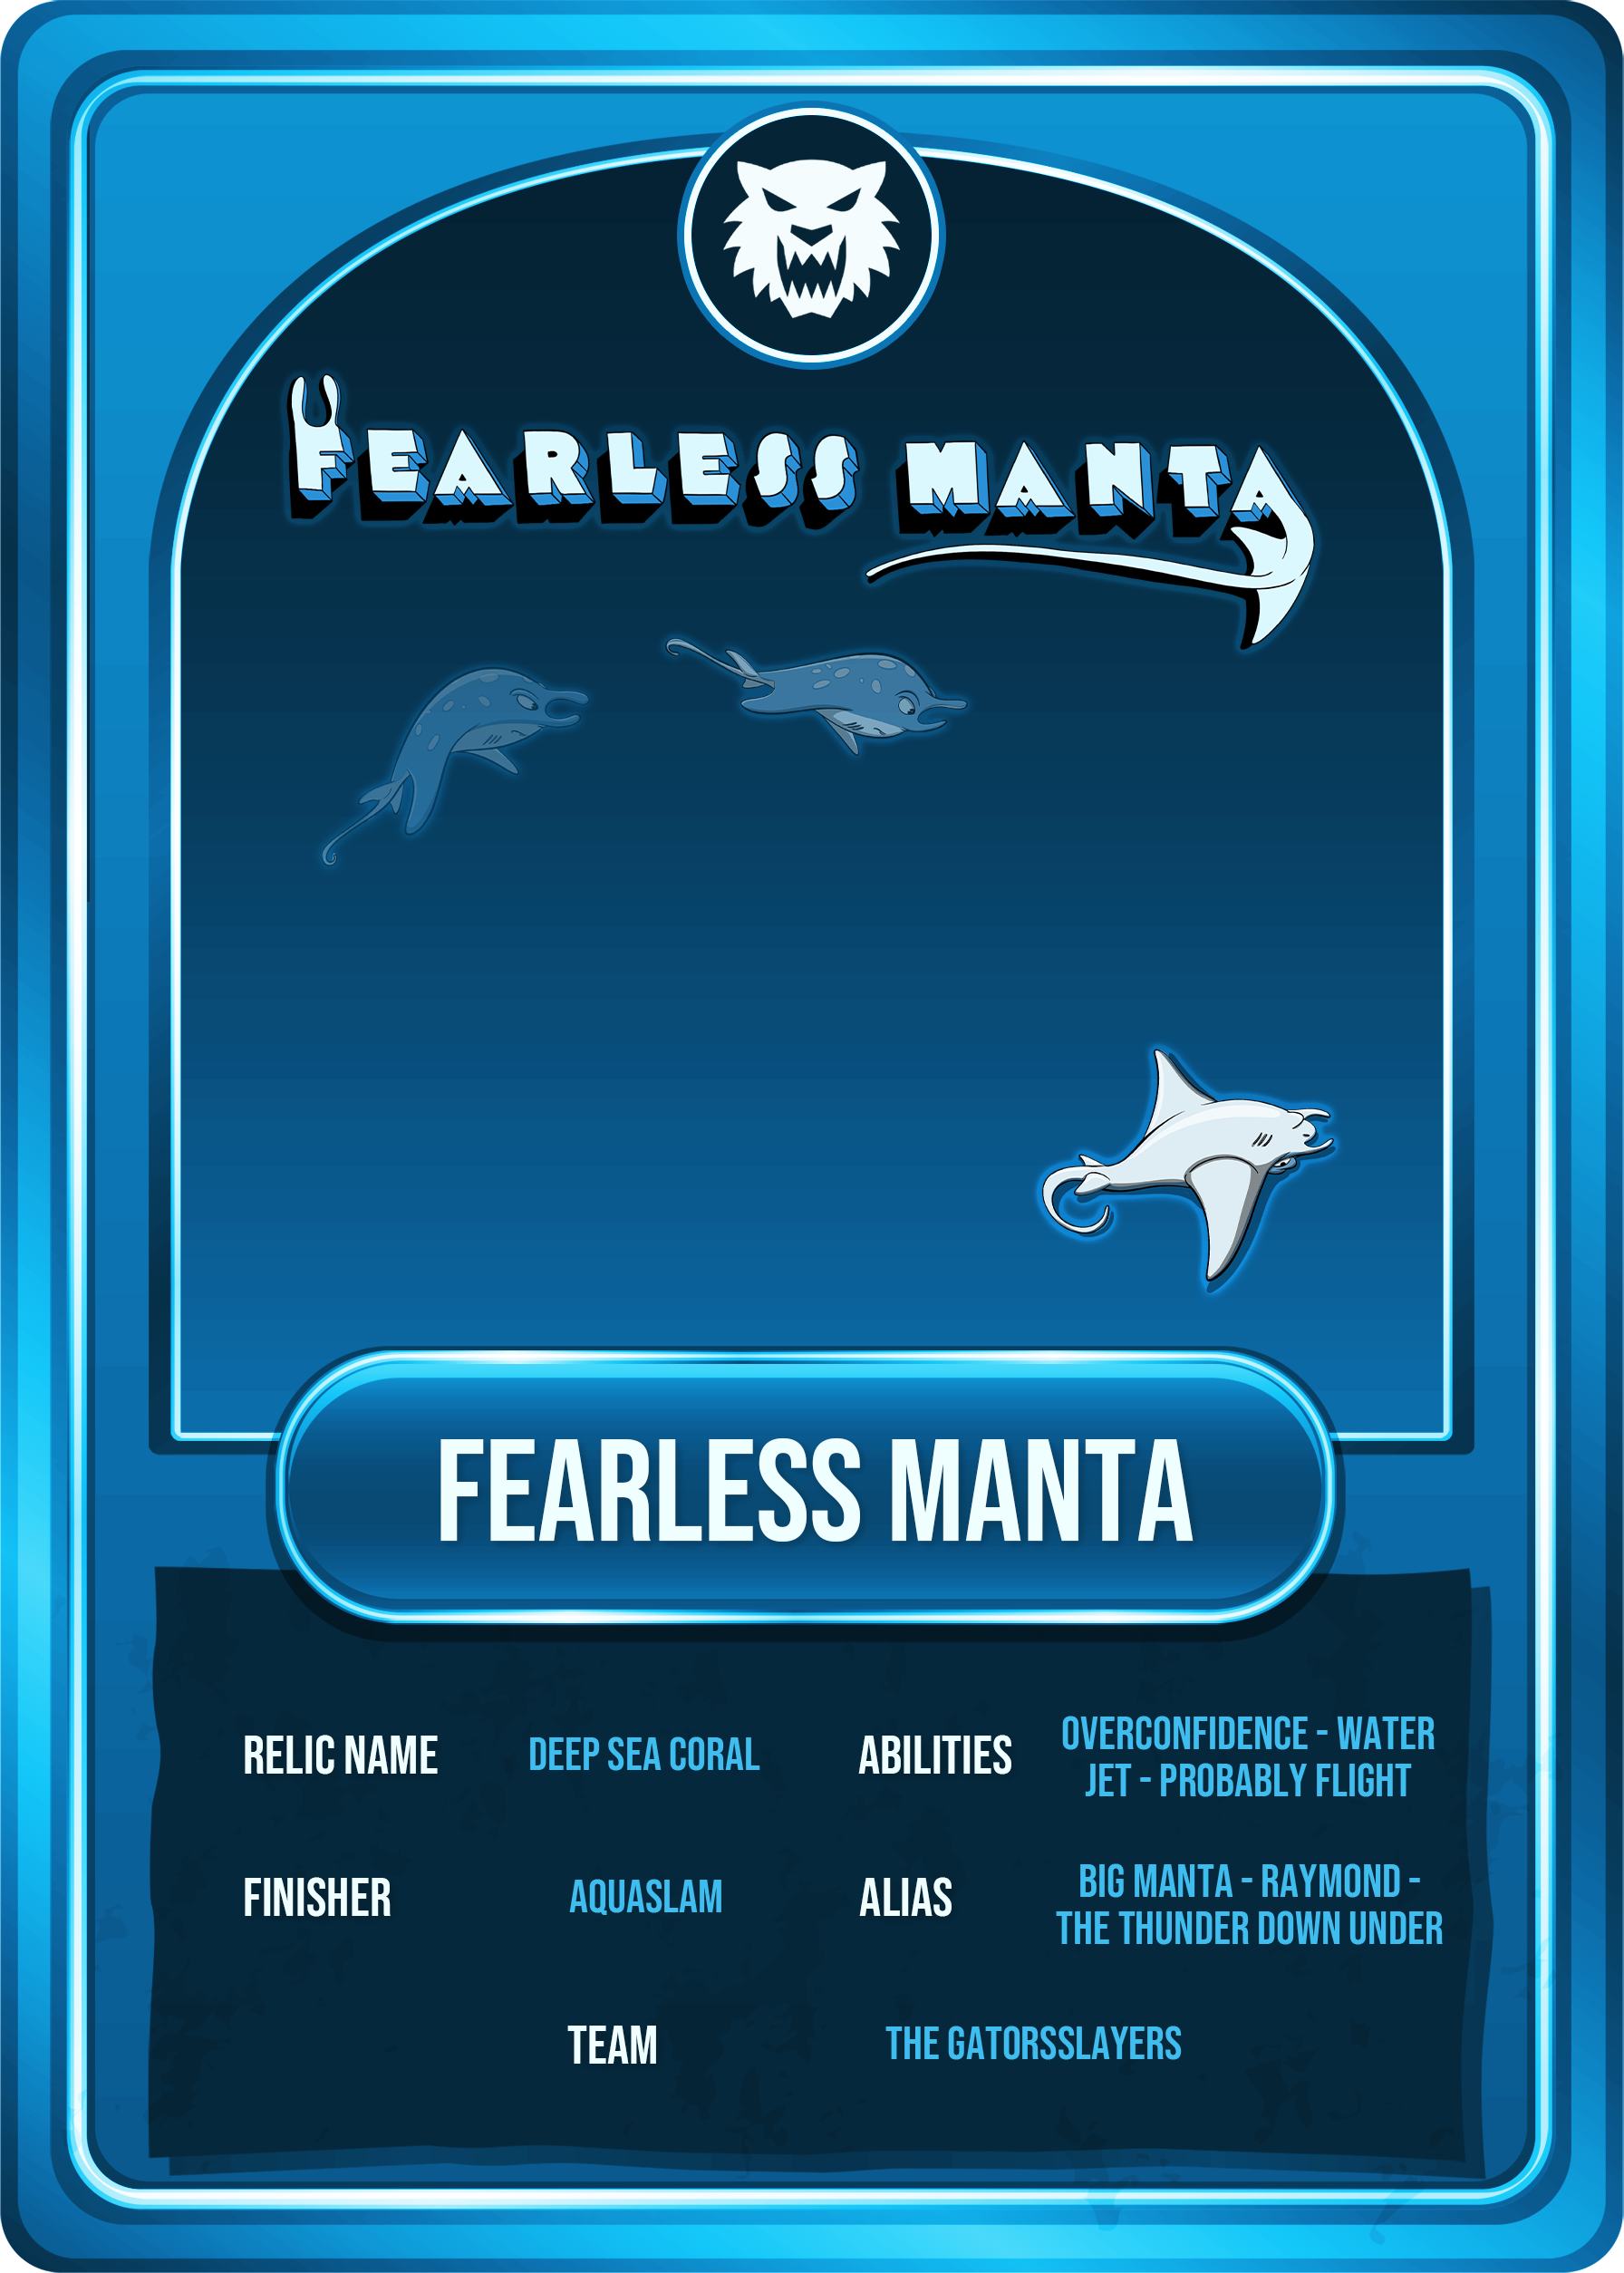 FEARLESS MANTA
FEARLESS MANTA
RELIC NAME
DEEP SEA CORAL
ABILITIES
OVERCONFIDENCE - WATER
JET - PROBABLY FLIGHT
FINISHER
AQUASLAM
ALIAS
BIG MANTA - RAYMOND -
THE THUNDER DOWN UNDER
TEAM
THE GATORSSLAYERS